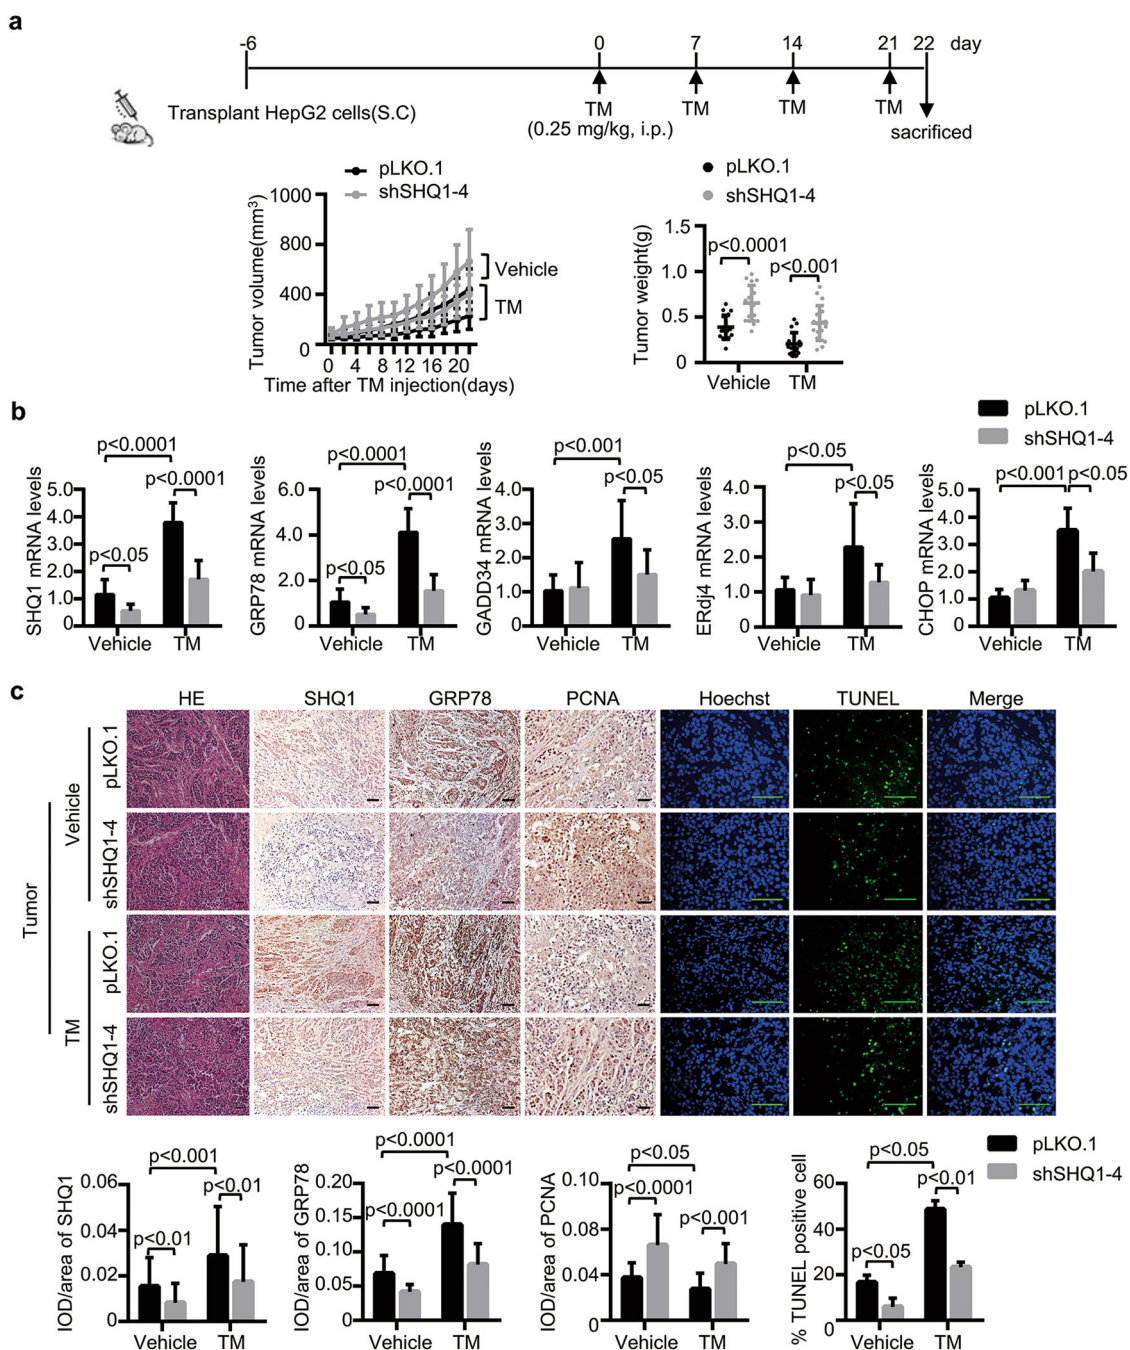 a
-6 0 7 14 21 22 day
Transplant HepG2 cells(S.C) TM TM TM TM
(0.25 mg/kg, i.p.) sacrificed
pLKO.1
shSHQ1-4
Tumor volume(mm³)
1000
800
400
0
0 4 8 12 16 20
Time after TM injection(days)
Vehicle
TM
pLKO.1
shSHQ1-4
Tumor weight(g)
1.5
1.0
0.5
0
p<0.0001
p<0.001
Vehicle TM
b
pLKO.1
shSHQ1-4
SHQ1 mRNA levels
5.0
4.0
3.0
2.0
1.0
0
p<0.0001
p<0.0001
p<0.05
Vehicle TM
GRP78 mRNA levels
6.0
4.0
2.0
0
p<0.0001
p<0.0001
p<0.05
Vehicle TM
GADD34 mRNA levels
5.0
4.0
3.0
2.0
1.0
0
p<0.001
p<0.05
Vehicle TM
ERdj4 mRNA levels
4.0
3.0
2.0
1.0
0
p<0.05
p<0.05
Vehicle TM
CHOP mRNA levels
5.0
4.0
3.0
2.0
1.0
0
p<0.001 p<0.05
Vehicle TM
c
HE SHQ1 GRP78 PCNA Hoechst TUNEL Merge
Tumor
Vehicle
pLKO.1
shSHQ1-4
TM
pLKO.1
shSHQ1-4
pLKO.1
shSHQ1-4
IOD/area of SHQ1
0.06
0.04
0.02
0
p<0.001
p<0.01
p<0.01
Vehicle TM
IOD/area of GRP78
0.20
0.15
0.10
0.05
0
p<0.0001
p<0.0001
p<0.0001
Vehicle TM
IOD/area of PCNA
0.10
0.08
0.04
0
p<0.05
p<0.0001
p<0.001
Vehicle TM
% TUNEL positive cell
60
40
20
0
p<0.05
p<0.01
p<0.05
Vehicle TM